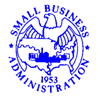 SMALL BUSINESS
ADMINISTRATION
1953